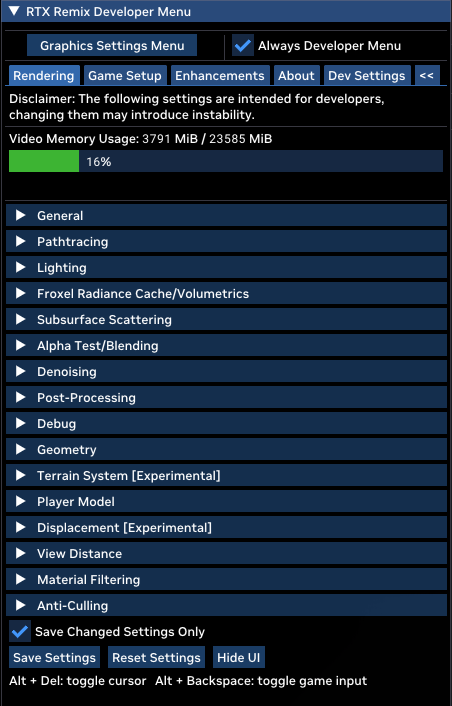 RTX Remix Developer Menu
Graphics Settings Menu Always Developer Menu
Rendering Game Setup Enhancements About Dev Settings <<
Disclaimer: The following settings are intended for developers,
changing them may introduce instability.
Video Memory Usage: 3791 MiB / 23585 MiB
16%
General
Pathtracing
Lighting
Froxel Radiance Cache/Volumetrics
Subsurface Scattering
Alpha Test/Blending
Denoising
Post-Processing
Debug
Geometry
Terrain System [Experimental]
Player Model
Displacement [Experimental]
View Distance
Material Filtering
Anti-Culling
Save Changed Settings Only
Save Settings Reset Settings Hide UI
Alt + Del: toggle cursor Alt + Backspace: toggle game input